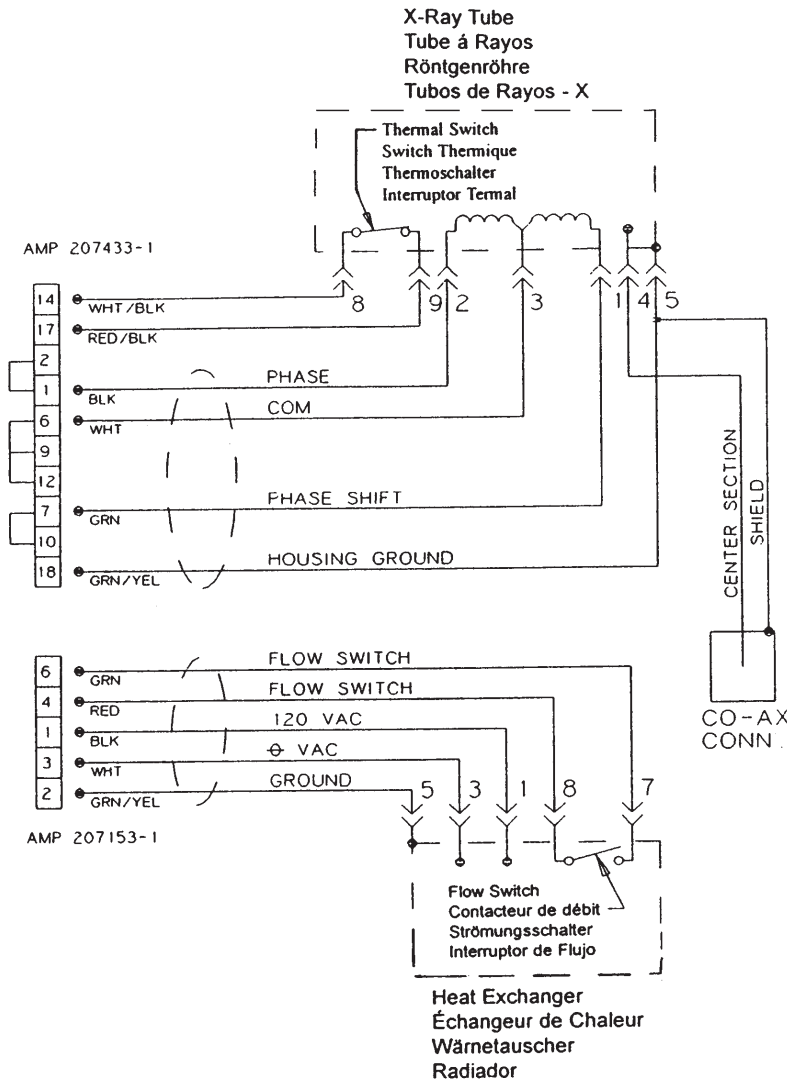 X-Ray Tube
Tube á Rayos
Röntgenröhre
Tubos de Rayos - X
Thermal Switch
Switch Thermique
Thermoschalter
Interruptor Termal
AMP 207433-1
14
WHT/BLK
8
9
2
3
1
4
5
17
RED/BLK
2
1
BLK
PHASE
6
WHT
COM
9
12
7
GRN
PHASE SHIFT
10
18
GRN/YEL
HOUSING GROUND
CENTER SECTION
SHIELD
CO-AX
CONN.
6
GRN
FLOW SWITCH
4
RED
FLOW SWITCH
1
BLK
120 VAC
3
WHT
0 VAC
2
GRN/YEL
GROUND
5
3
1
8
7
AMP 207153-1
Flow Switch
Contacteur de débit
Strömungsschalter
Interruptor de Flujo
Heat Exchanger
Échangeur de Chaleur
Wärnetauscher
Radiador